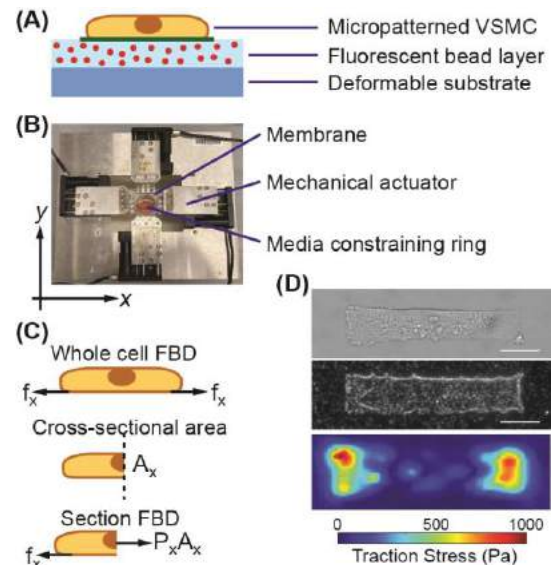 (A)
Micropatterned VSMC
Fluorescent bead layer
Deformable substrate
(B)
Membrane
Mechanical actuator
Media constraining ring
y
x
(C)
Whole cell FBD
fₓ fₓ
Cross-sectional area
Aₓ
Section FBD
fₓ PₓAₓ
(D)
0 500 1000
Traction Stress (Pa)